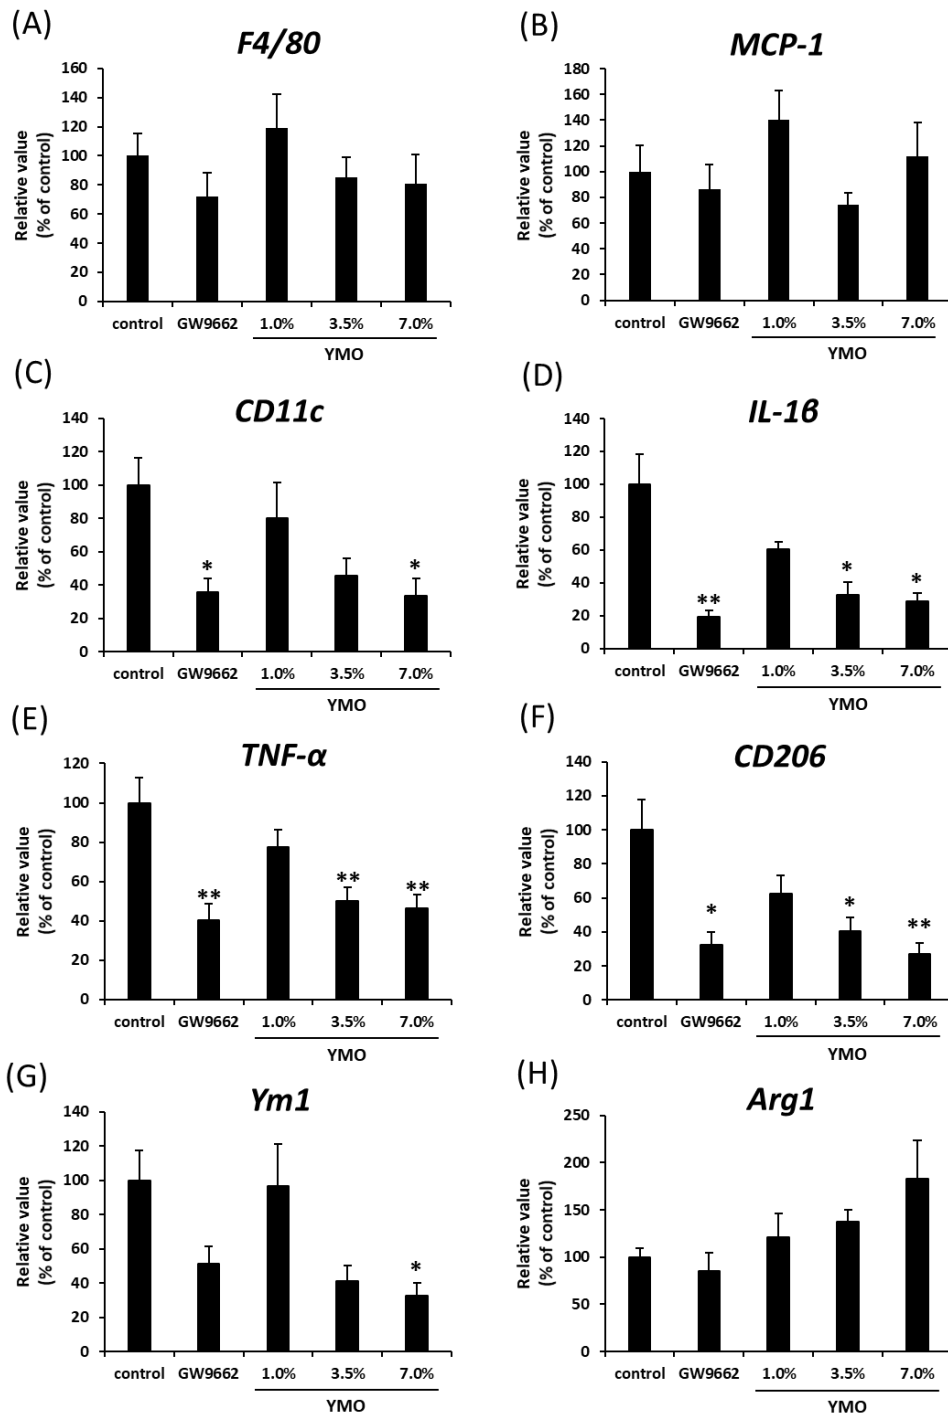 (A)
F4/80
Relative value
(% of control)
160
140
120
100
80
60
40
20
0
control GW9662 1.0% 3.5% 7.0%
YMO
(B)
MCP-1
Relative value
(% of control)
180
160
140
120
100
80
60
40
20
0
control GW9662 1.0% 3.5% 7.0%
YMO
(C)
CD11c
Relative value
(% of control)
140
120
100
80
60
40
20
0
* *
control GW9662 1.0% 3.5% 7.0%
YMO
(D)
IL-1β
Relative value
(% of control)
140
120
100
80
60
40
20
0
** * *
control GW9662 1.0% 3.5% 7.0%
YMO
(E)
TNF-α
Relative value
(% of control)
120
100
80
60
40
20
0
** ** **
control GW9662 1.0% 3.5% 7.0%
YMO
(F)
CD206
Relative value
(% of control)
140
120
100
80
60
40
20
0
* * **
control GW9662 1.0% 3.5% 7.0%
YMO
(G)
Ym1
Relative value
(% of control)
140
120
100
80
60
40
20
0
*
control GW9662 1.0% 3.5% 7.0%
YMO
(H)
Arg1
Relative value
(% of control)
250
200
150
100
50
0
control GW9662 1.0% 3.5% 7.0%
YMO